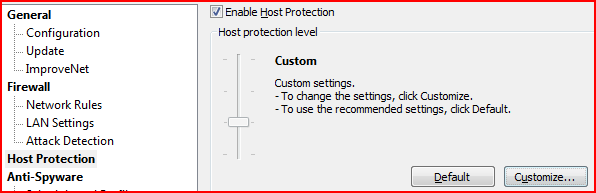 General
Configuration
Update
ImproveNet
Firewall
Network Rules
LAN Settings
Attack Detection
Host Protection
Anti-Spyware
Enable Host Protection
Host protection level
Custom
Custom settings.
- To change the settings, click Customize.
- To use the recommended settings, click Default.
Default
Customize...